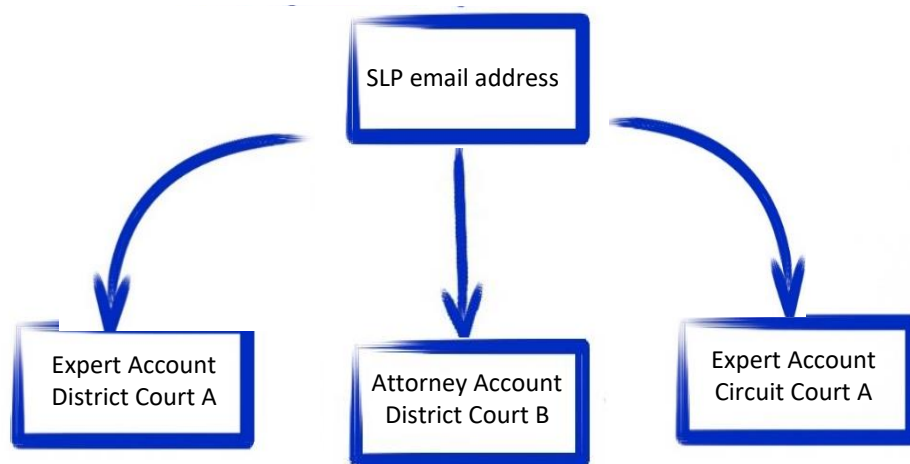 SLP email address
Expert Account
District Court A
Attorney Account
District Court B
Expert Account
Circuit Court A